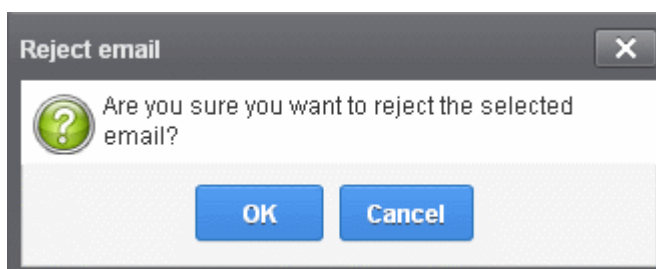 Reject email
Are you sure you want to reject the selected
email?
OK
Cancel